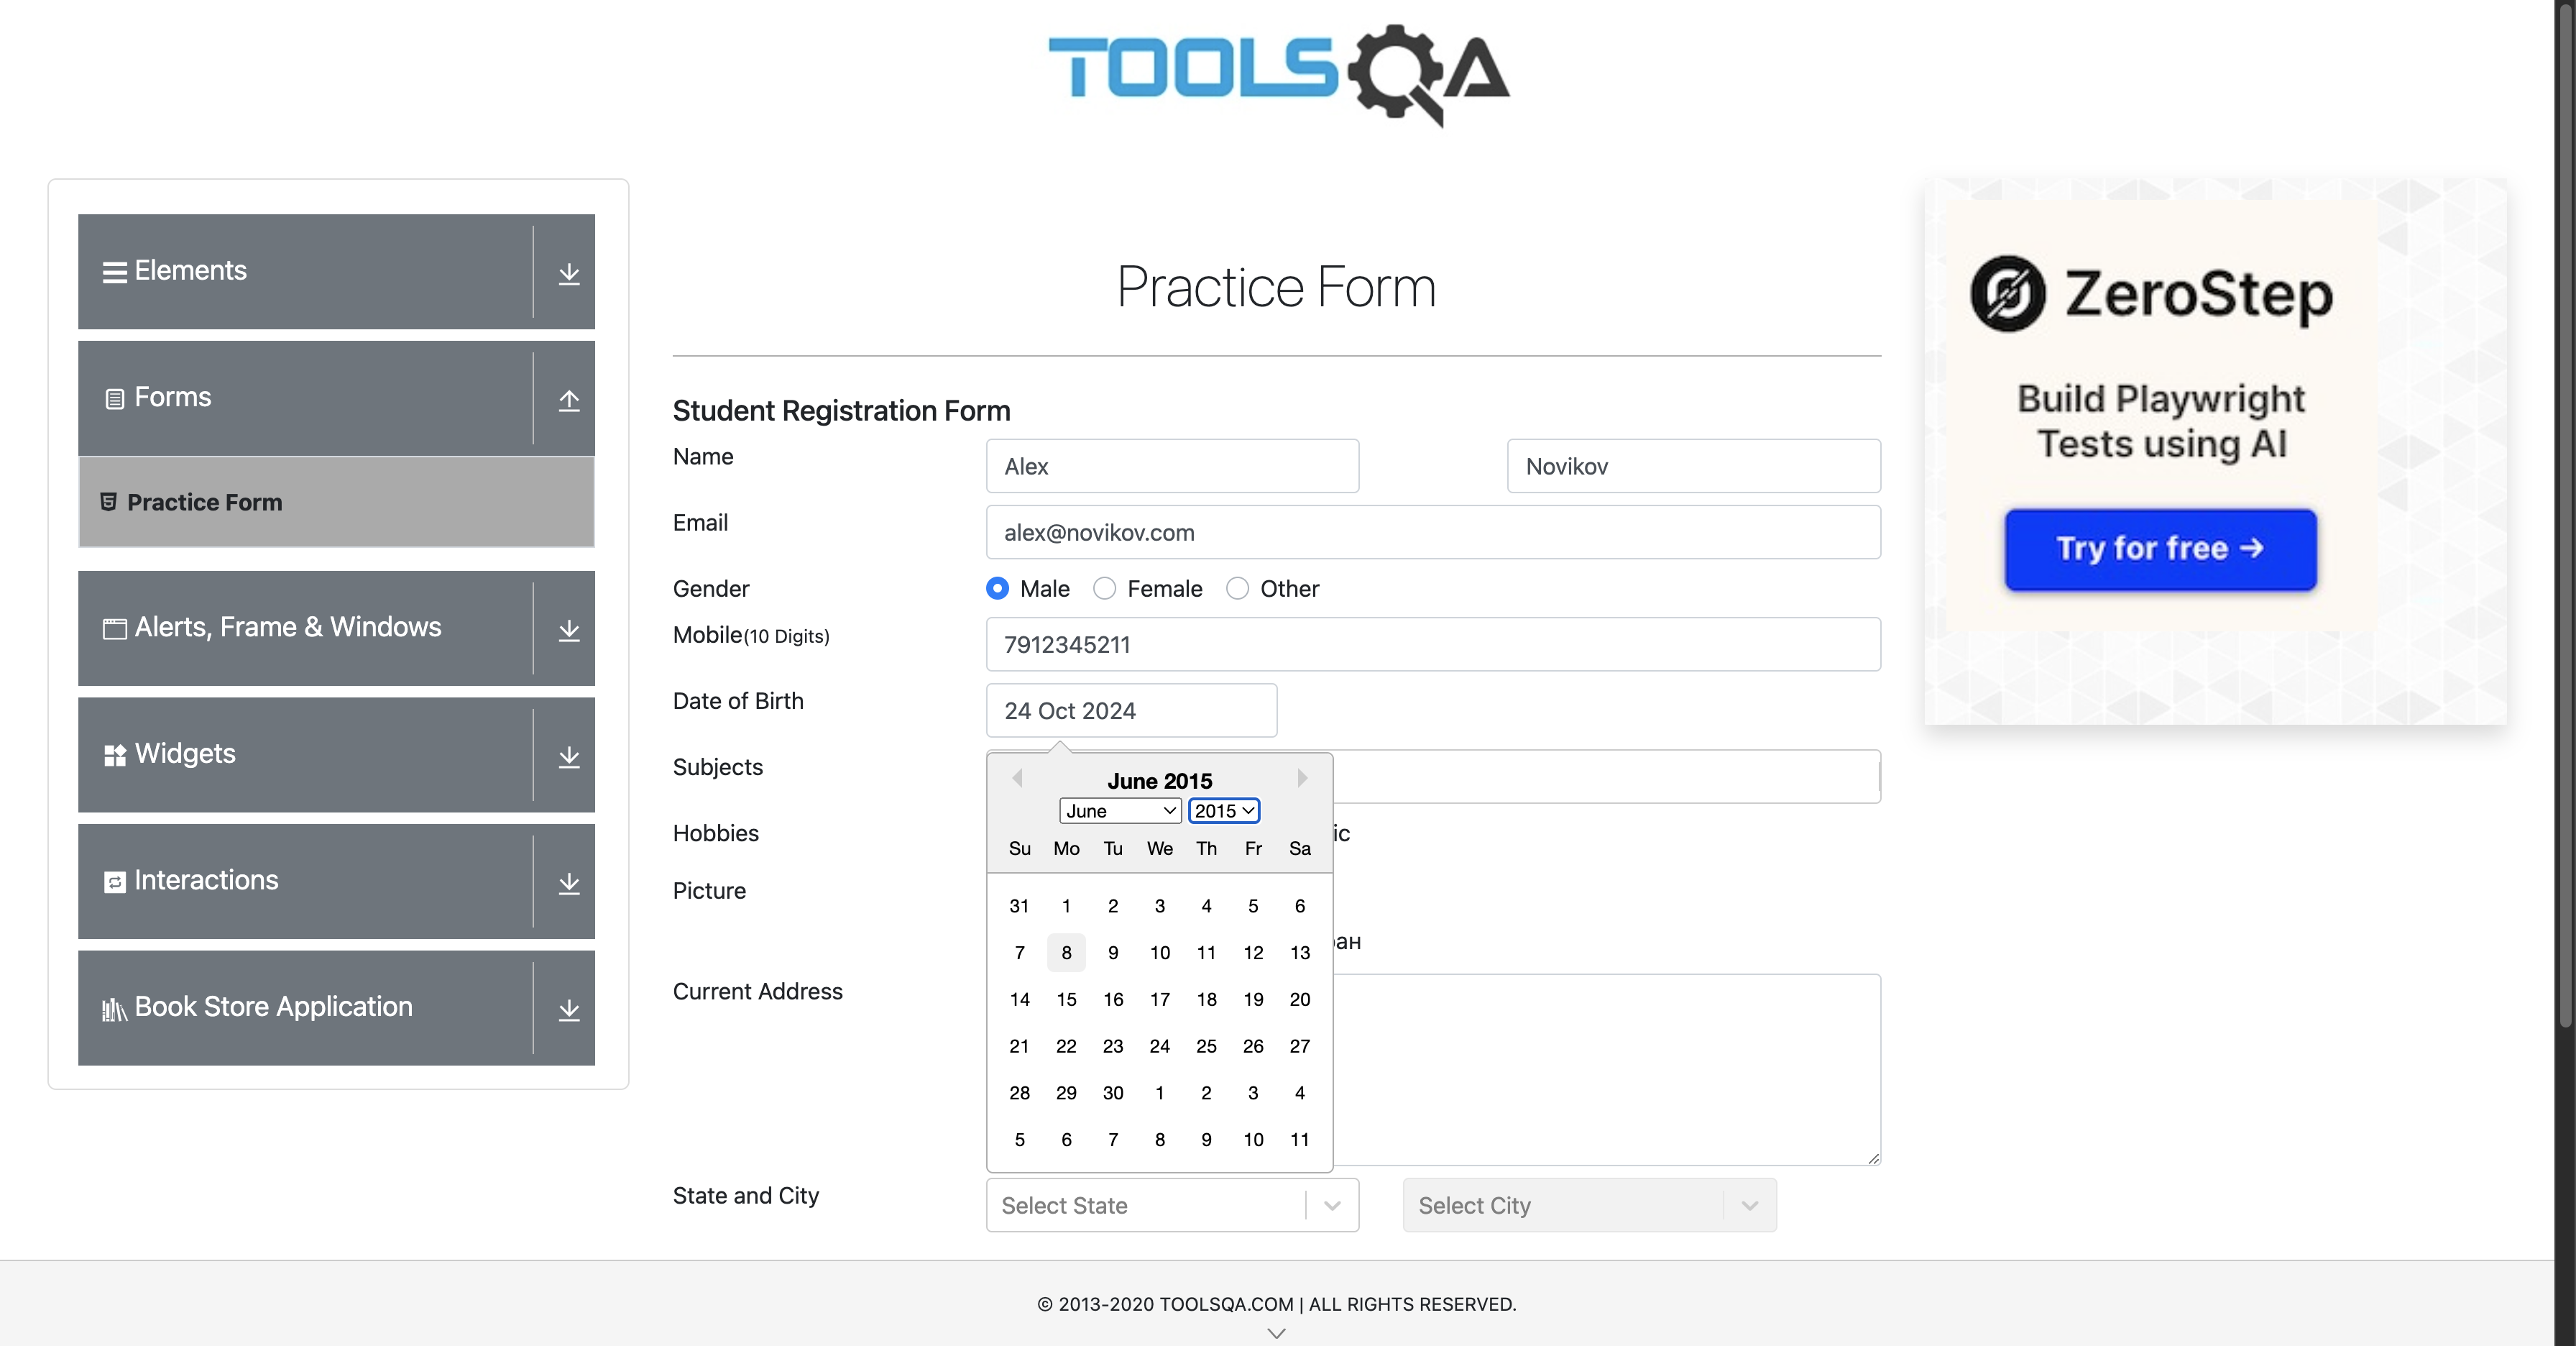 TOOLSQA
Elements
Forms
Practice Form
Alerts, Frame & Windows
Widgets
Interactions
Book Store Application
Practice Form
Student Registration Form
Name
Alex
Novikov
Email
alex@novikov.com
Gender
Male
Female
Other
Mobile(10 Digits)
7912345211
Date of Birth
24 Oct 2024
Subjects
June 2015
June
2015
Su Mo Tu We Th Fr Sa
31 1 2 3 4 5 6
7 8 9 10 11 12 13
14 15 16 17 18 19 20
21 22 23 24 25 26 27
28 29 30 1 2 3 4
5 6 7 8 9 10 11
Hobbies
ic
Picture
ан
Current Address
State and City
Select State
Select City
ZeroStep
Build Playwright
Tests using AI
Try for free →
© 2013-2020 TOOLSQA.COM | ALL RIGHTS RESERVED.